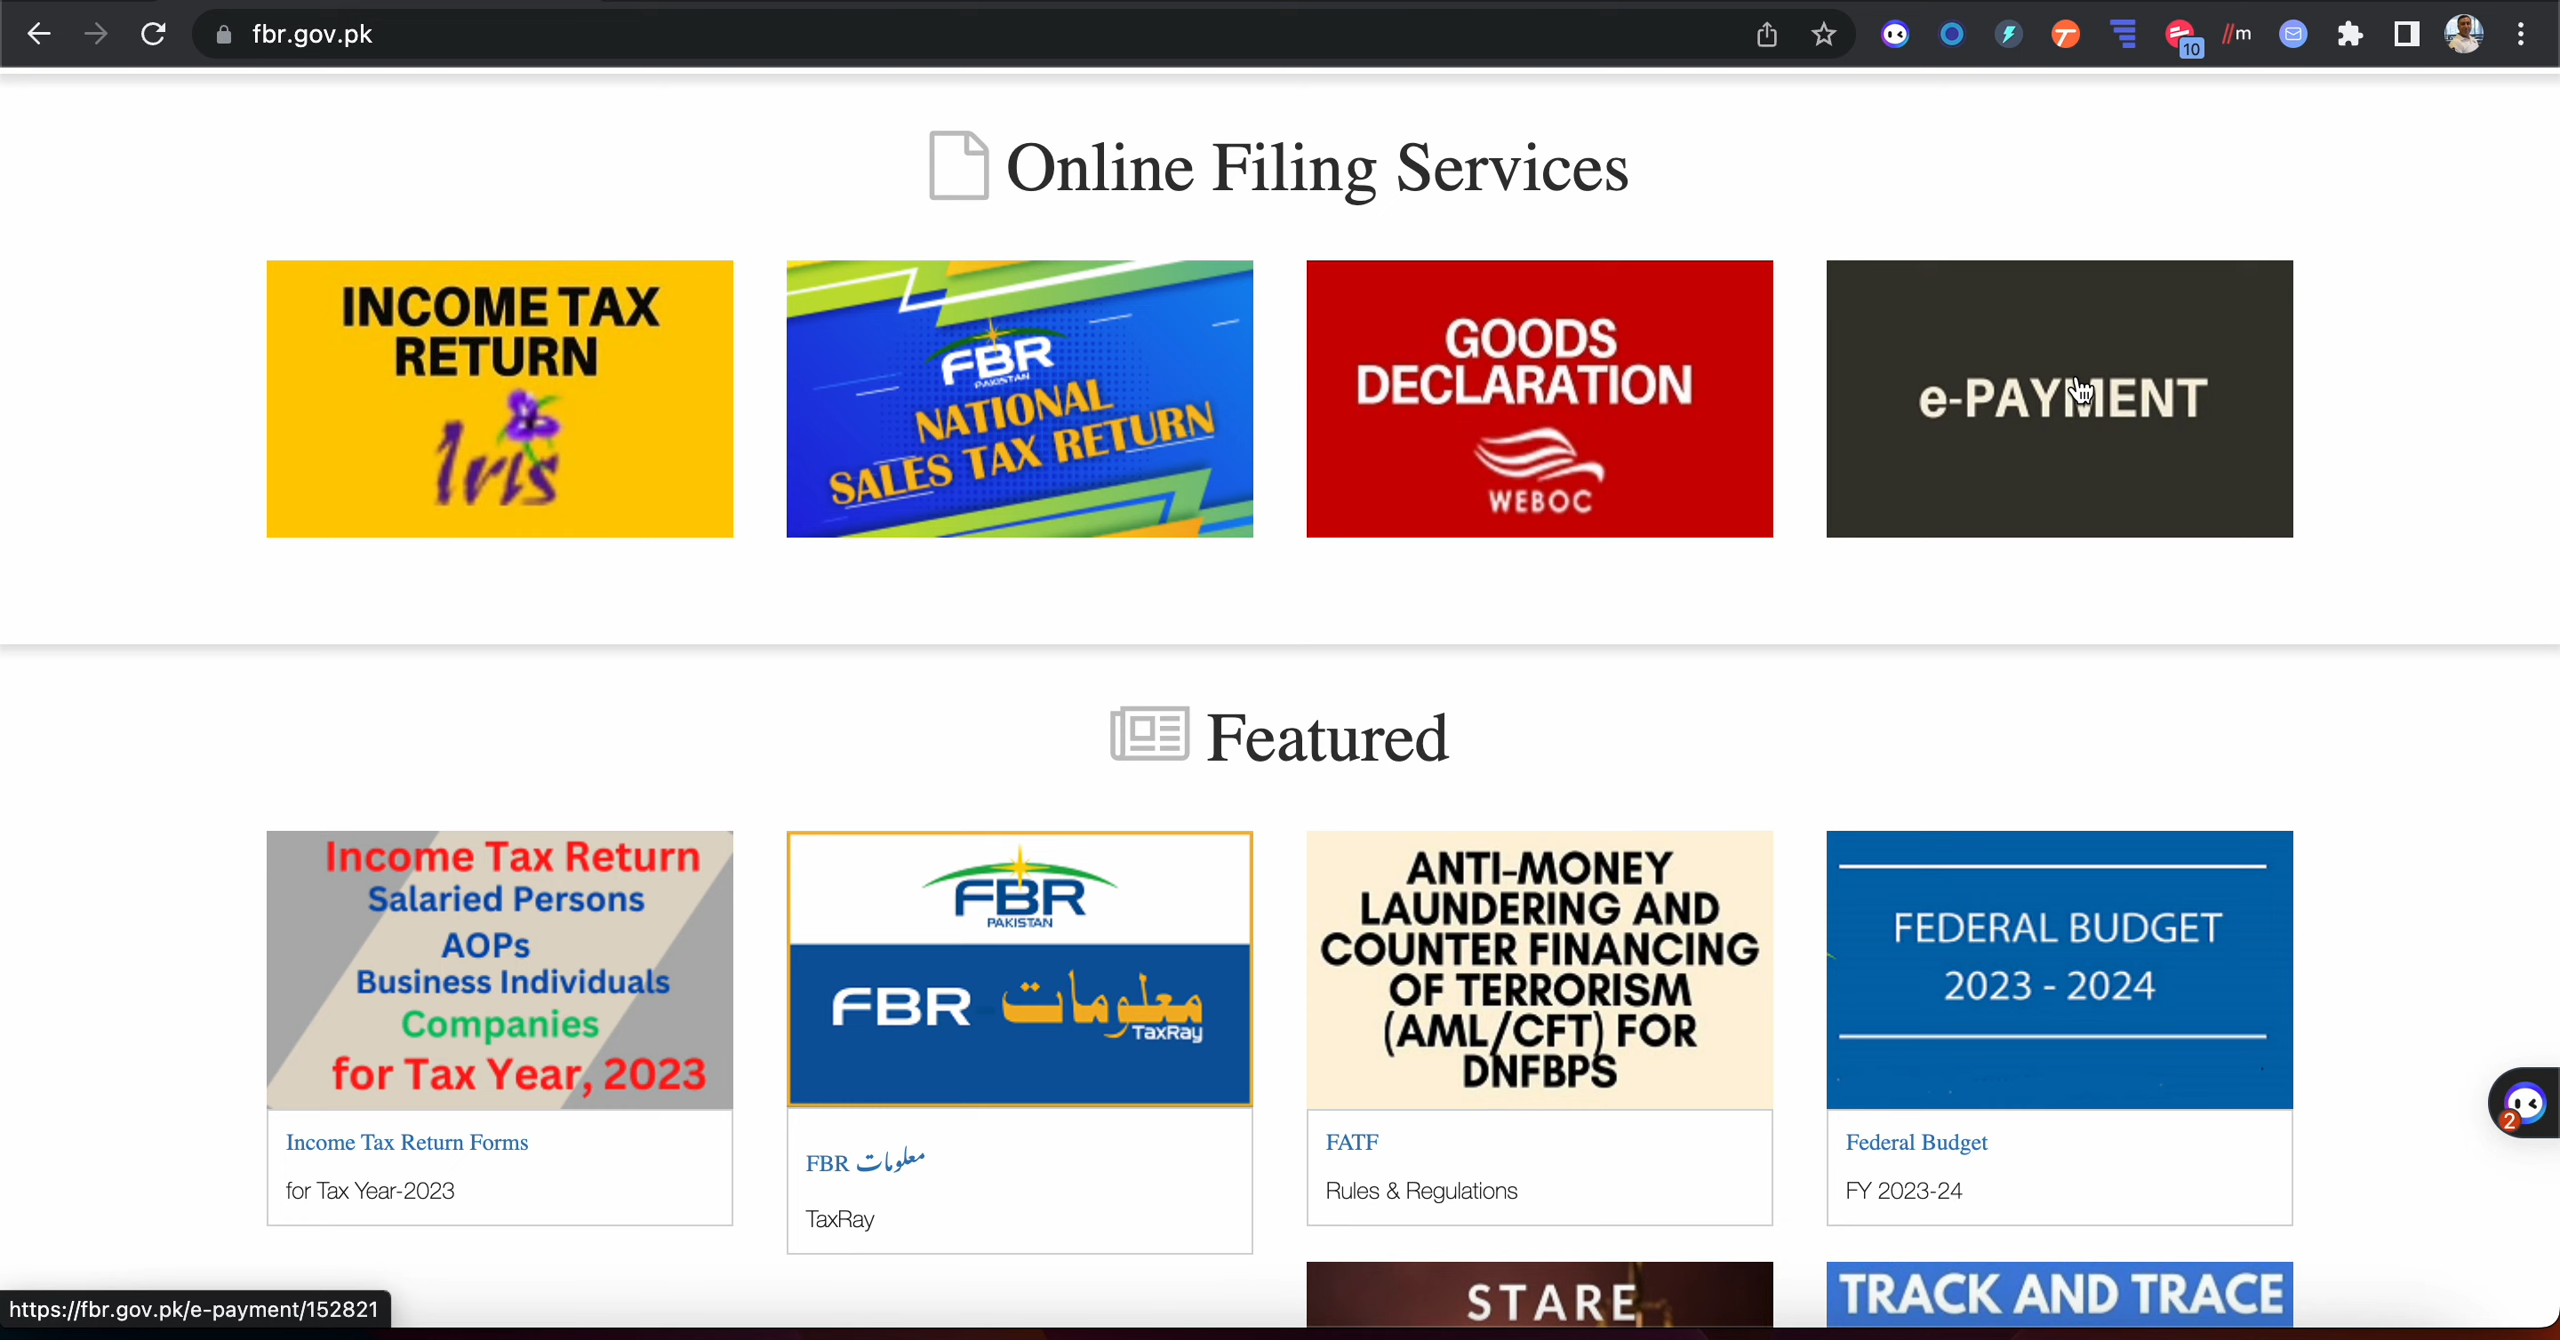 fbr.gov.pk
10
//m
Online Filing Services
INCOME TAX
RETURN
Iris
FBR
PAKISTAN
NATIONAL
SALES TAX RETURN
GOODS
DECLARATION
WEBOC
e-PAYMENT
Featured
Income Tax Return
Salaried Persons
AOPs
Business Individuals
Companies
for Tax Year, 2023
Income Tax Return Forms
for Tax Year-2023
FBR
PAKISTAN
FBR معلومات
TaxRay
FBR معلومات
TaxRay
ANTI-MONEY
LAUNDERING AND
COUNTER FINANCING
OF TERRORISM
(AML/CFT) FOR
DNFBPS
FATF
Rules & Regulations
FEDERAL BUDGET
2023 - 2024
Federal Budget
FY 2023-24
2
STARE
TRACK AND TRACE
https://fbr.gov.pk/e-payment/152821